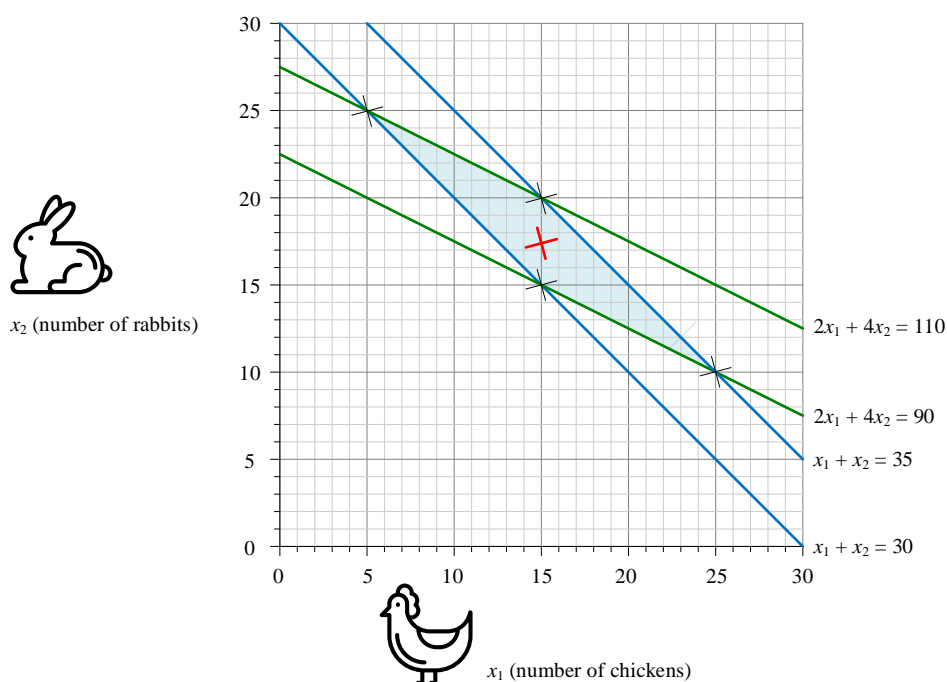 30
25
20
15
10
5
0
0 5 10 15 20 25 30
x₂ (number of rabbits)
2x₁ + 4x₂ = 110
2x₁ + 4x₂ = 90
x₁ + x₂ = 35
x₁ + x₂ = 30
x₁ (number of chickens)